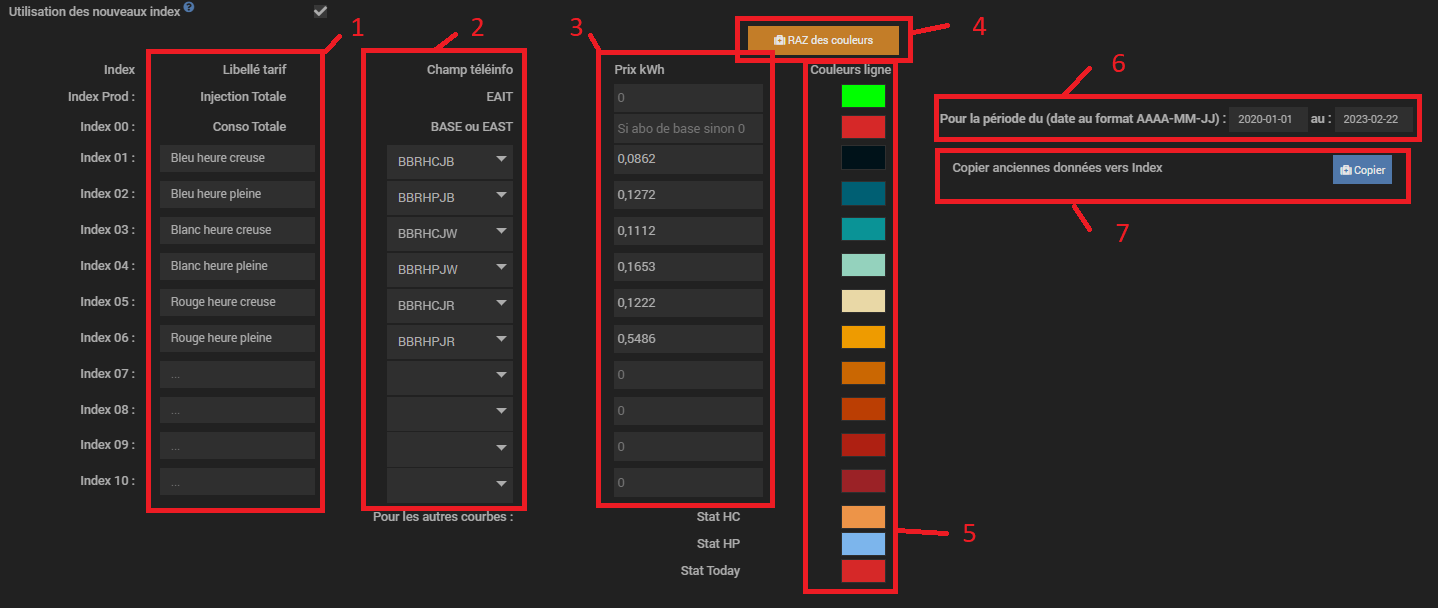 Utilisation des nouveaux index ?
1 2 3 4
RAZ des couleurs
Index Libellé tarif Champ téléinfo Prix kWh Couleurs ligne
6
Index Prod : Injection Totale EAIT 0
Index 00 : Conso Totale BASE ou EAST Si abo de base sinon 0
Pour la période du (date au format AAAA-MM-JJ) : 2020-01-01 au : 2023-02-22
Index 01 : Bleu heure creuse BBRHCJB 0,0862
Copier anciennes données vers Index Copier
Index 02 : Bleu heure pleine BBRHPJB 0,1272
Index 03 : Blanc heure creuse BBRHCJW 0,1112
7
Index 04 : Blanc heure pleine BBRHPJW 0,1653
Index 05 : Rouge heure creuse BBRHCJR 0,1222
Index 06 : Rouge heure pleine BBRHPJR 0,5486
Index 07 : ... 0
Index 08 : ... 0
Index 09 : ... 0
Index 10 : ... 0
Pour les autres courbes : Stat HC
5
Stat HP
Stat Today